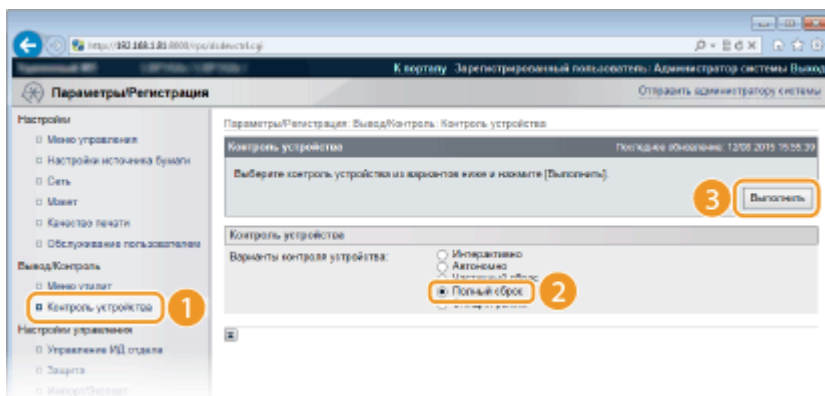 http://192.168.1.81:8000/rps/dsdevctrl.cgi
К порталу Зарегистрированный пользователь: Администратор системы Выход
Параметры/Регистрация
Отправить администратору системы
Настройки
Параметры/Регистрация: Вывод/Контроль: Контроль устройства
Меню управления
Контроль устройства
Последнее обновление: 12/08 2015 15:55:39
Настройки источника бумаги
Сеть
Выберите контроль устройства из вариантов ниже и нажмите [Выполнить].
Макет
3
Выполнить
Качество печати
Обслуживание пользователем
Контроль устройства
Вывод/Контроль
Варианты контроля устройства:
Интерактивно
Автономно
Меню утилит
Полный сброс
2
Контроль устройства
1
Настройки управления
Управление ИД отдела
Защита
Импорт/Экспорт